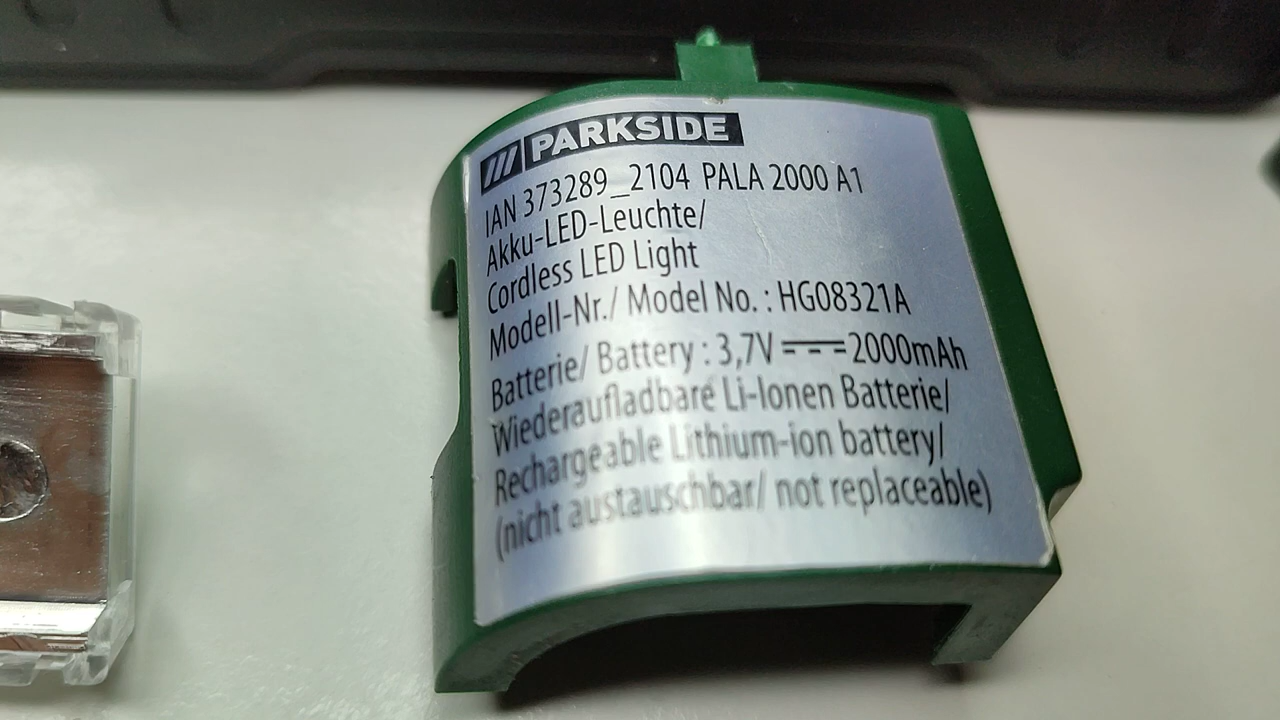 /// PARKSIDE
IAN 373289_2104 PALA 2000 A1
Akku-LED-Leuchte/
Cordless LED Light
Modell-Nr./ Model No. : HG08321A
Batterie/ Battery : 3,7V ⎓ 2000mAh
Wiederaufladbare Li-Ionen Batterie/
Rechargeable Lithium-ion battery/
(nicht austauschbar/ not replaceable)